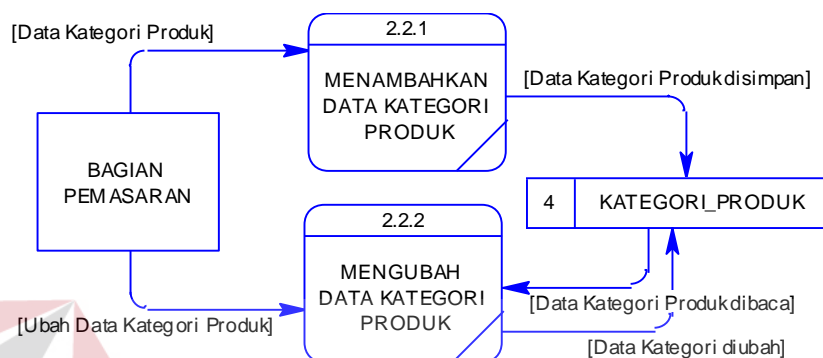 [Data Kategori Produk]
2.2.1
MENAMBAHKAN
DATA KATEGORI
PRODUK
[Data Kategori Produkdisimpan]
BAGIAN
PEMASARAN
4 KATEGORI_PRODUK
2.2.2
MENGUBAH
DATA KATEGORI
PRODUK
[Data Kategori Produkdibaca]
[Ubah Data Kategori Produk]
[Data Kategori diubah]